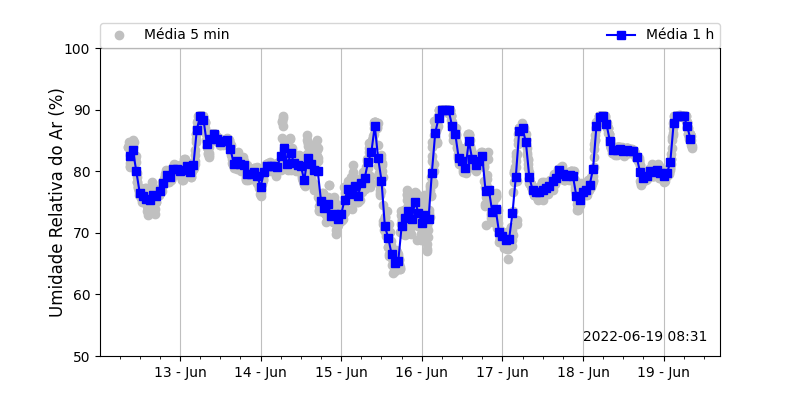 Média 5 min Média 1 h
Umidade Relativa do Ar (%)
100
90
80
70
60
50
2022-06-19 08:31
13 - Jun 14 - Jun 15 - Jun 16 - Jun 17 - Jun 18 - Jun 19 - Jun